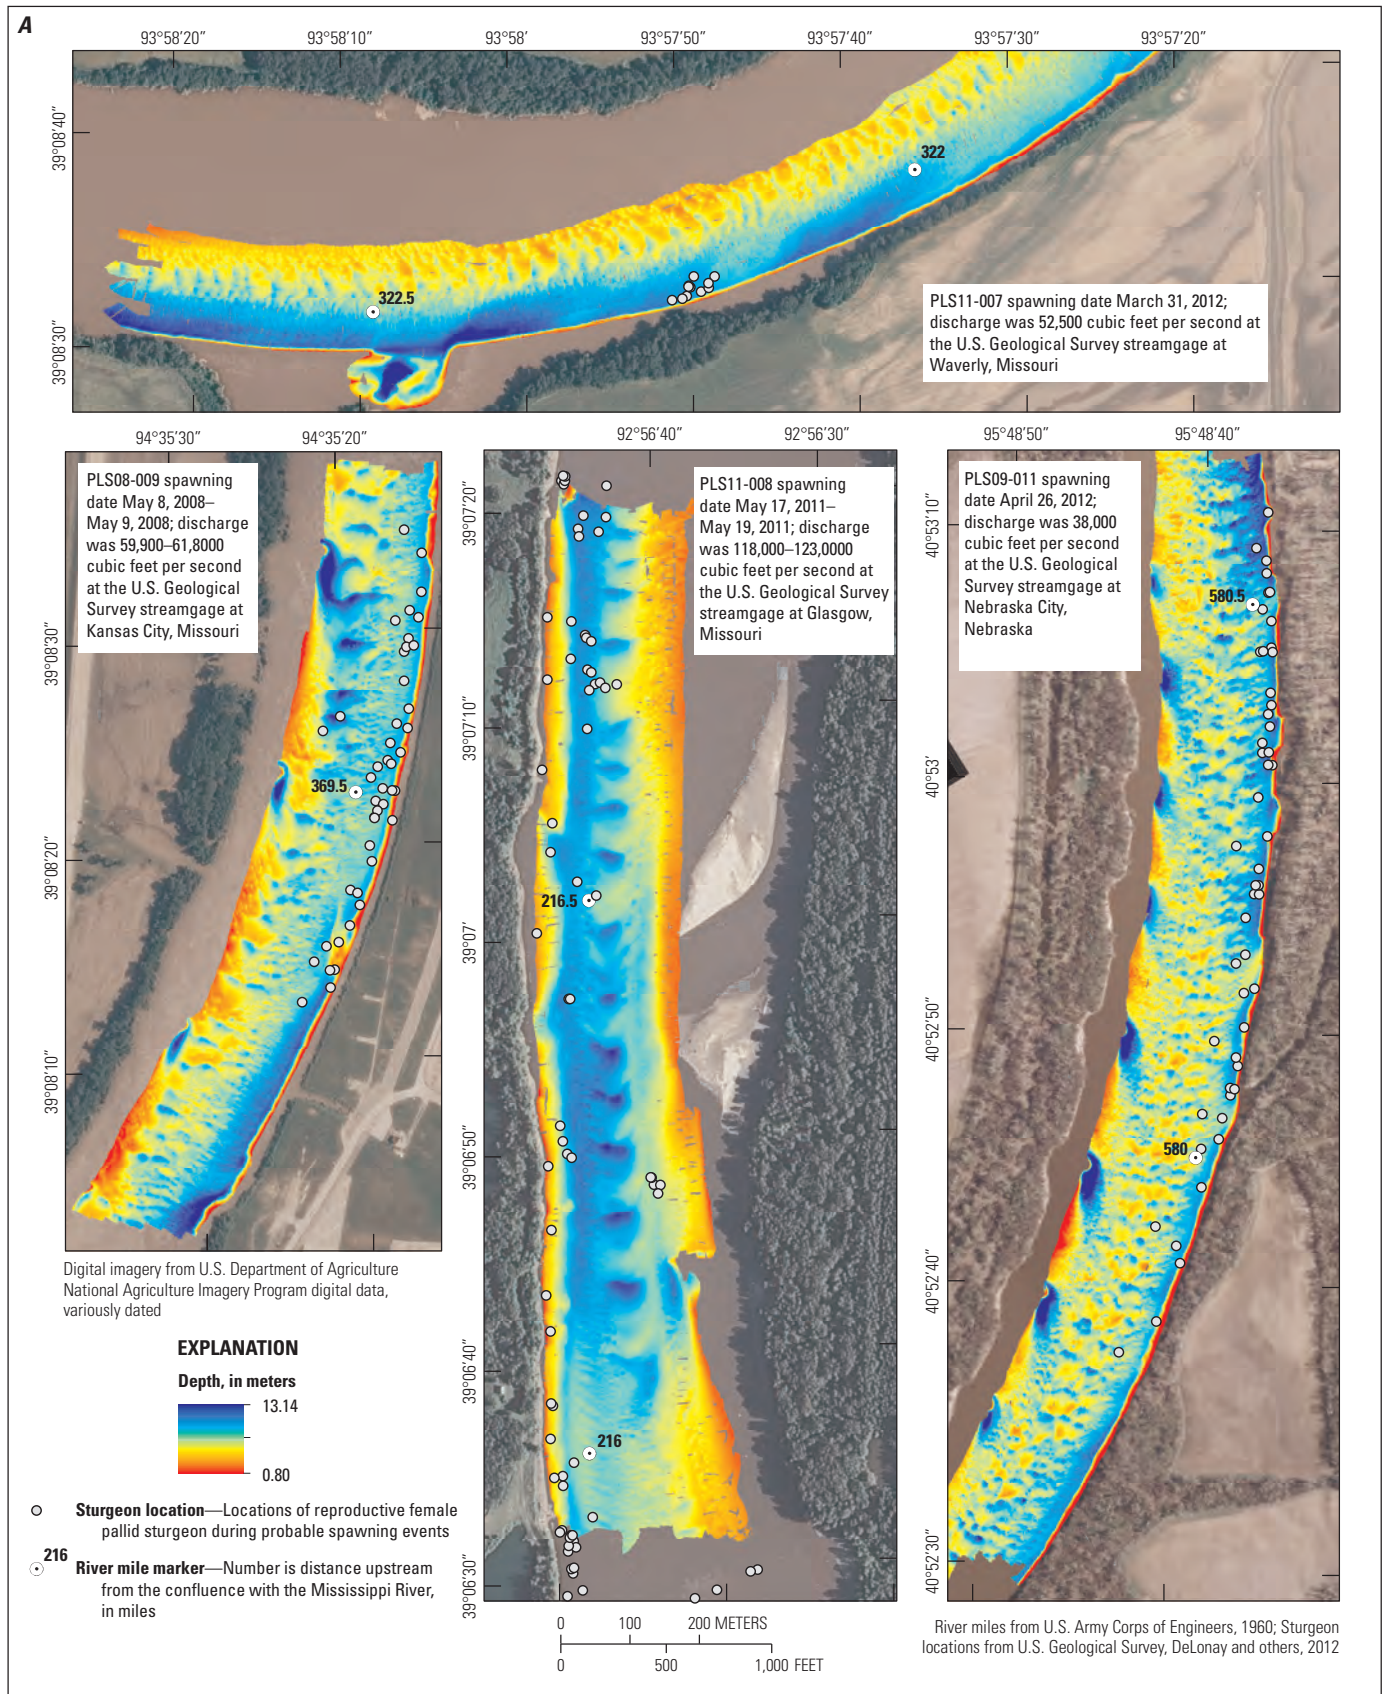 A
93°58'20" 93°58'10" 93°58' 93°57'50" 93°57'40" 93°57'30" 93°57'20"
39°08'40"
39°08'30"
322
322.5
PLS11-007 spawning date March 31, 2012;
discharge was 52,500 cubic feet per second at
the U.S. Geological Survey streamgage at
Waverly, Missouri
94°35'30" 94°35'20"
PLS08-009 spawning
date May 8, 2008–
May 9, 2008; discharge
was 59,900–61,8000
cubic feet per second
at the U.S. Geological
Survey streamgage at
Kansas City, Missouri
39°08'30"
39°08'20"
39°08'10"
369.5
92°56'40" 92°56'30"
PLS11-008 spawning
date May 17, 2011–
May 19, 2011; discharge
was 118,000–123,0000
cubic feet per second at
the U.S. Geological Survey
streamgage at Glasgow,
Missouri
39°07'20"
39°07'10"
39°07'
39°06'50"
39°06'40"
39°06'30"
216.5
216
95°48'50" 95°48'40"
PLS09-011 spawning
date April 26, 2012;
discharge was 38,000
cubic feet per second
at the U.S. Geological
Survey streamgage at
Nebraska City,
Nebraska
40°53'10"
40°53'
40°52'50"
40°52'40"
40°52'30"
580.5
580
Digital imagery from U.S. Department of Agriculture
National Agriculture Imagery Program digital data,
variously dated
EXPLANATION
Depth, in meters
13.14
0.80
Sturgeon location—Locations of reproductive female
pallid sturgeon during probable spawning events
216
River mile marker—Number is distance upstream
from the confluence with the Mississippi River,
in miles
0 100 200 METERS
0 500 1,000 FEET
River miles from U.S. Army Corps of Engineers, 1960; Sturgeon
locations from U.S. Geological Survey, DeLonay and others, 2012